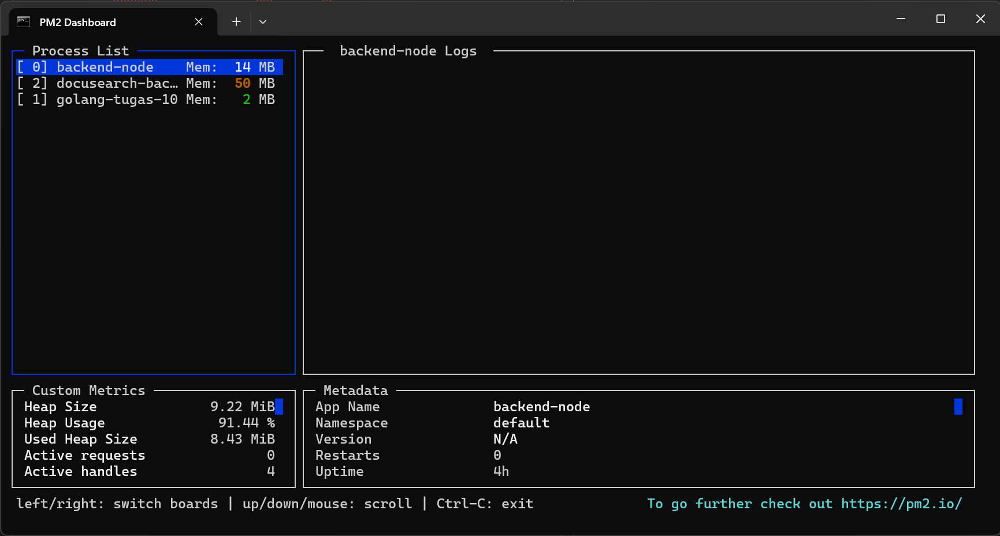 PM2 Dashboard
Process List
[ 0] backend-node Mem: 14 MB
[ 2] docusearch-bac… Mem: 50 MB
[ 1] golang-tugas-10 Mem: 2 MB
backend-node Logs
Custom Metrics
Heap Size 9.22 MiB
Heap Usage 91.44 %
Used Heap Size 8.43 MiB
Active requests 0
Active handles 4
Metadata
App Name backend-node
Namespace default
Version N/A
Restarts 0
Uptime 4h
left/right: switch boards | up/down/mouse: scroll | Ctrl-C: exit To go further check out https://pm2.io/